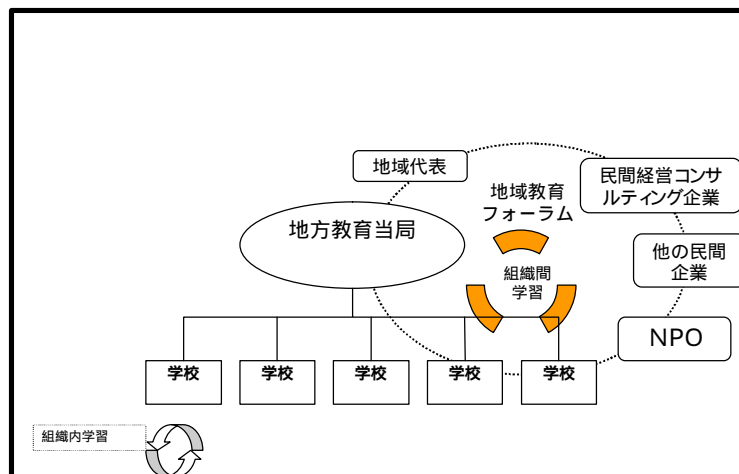 地域代表
民間経営コンサ
ルティング企業
地域教育
フォーラム
地方教育当局
他の民間
企業
組織間
学習
NPO
学校
学校
学校
学校
学校
組織内学習